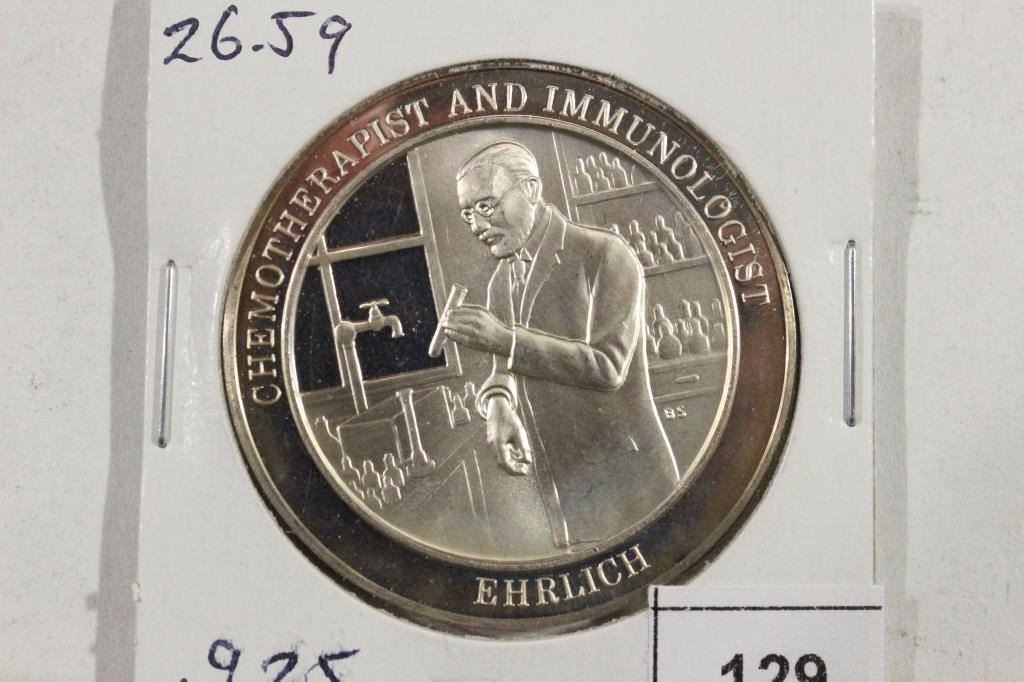 26.59
CHEMOTHERAPIST AND IMMUNOLOGIST
BS
EHRLICH
.925
129